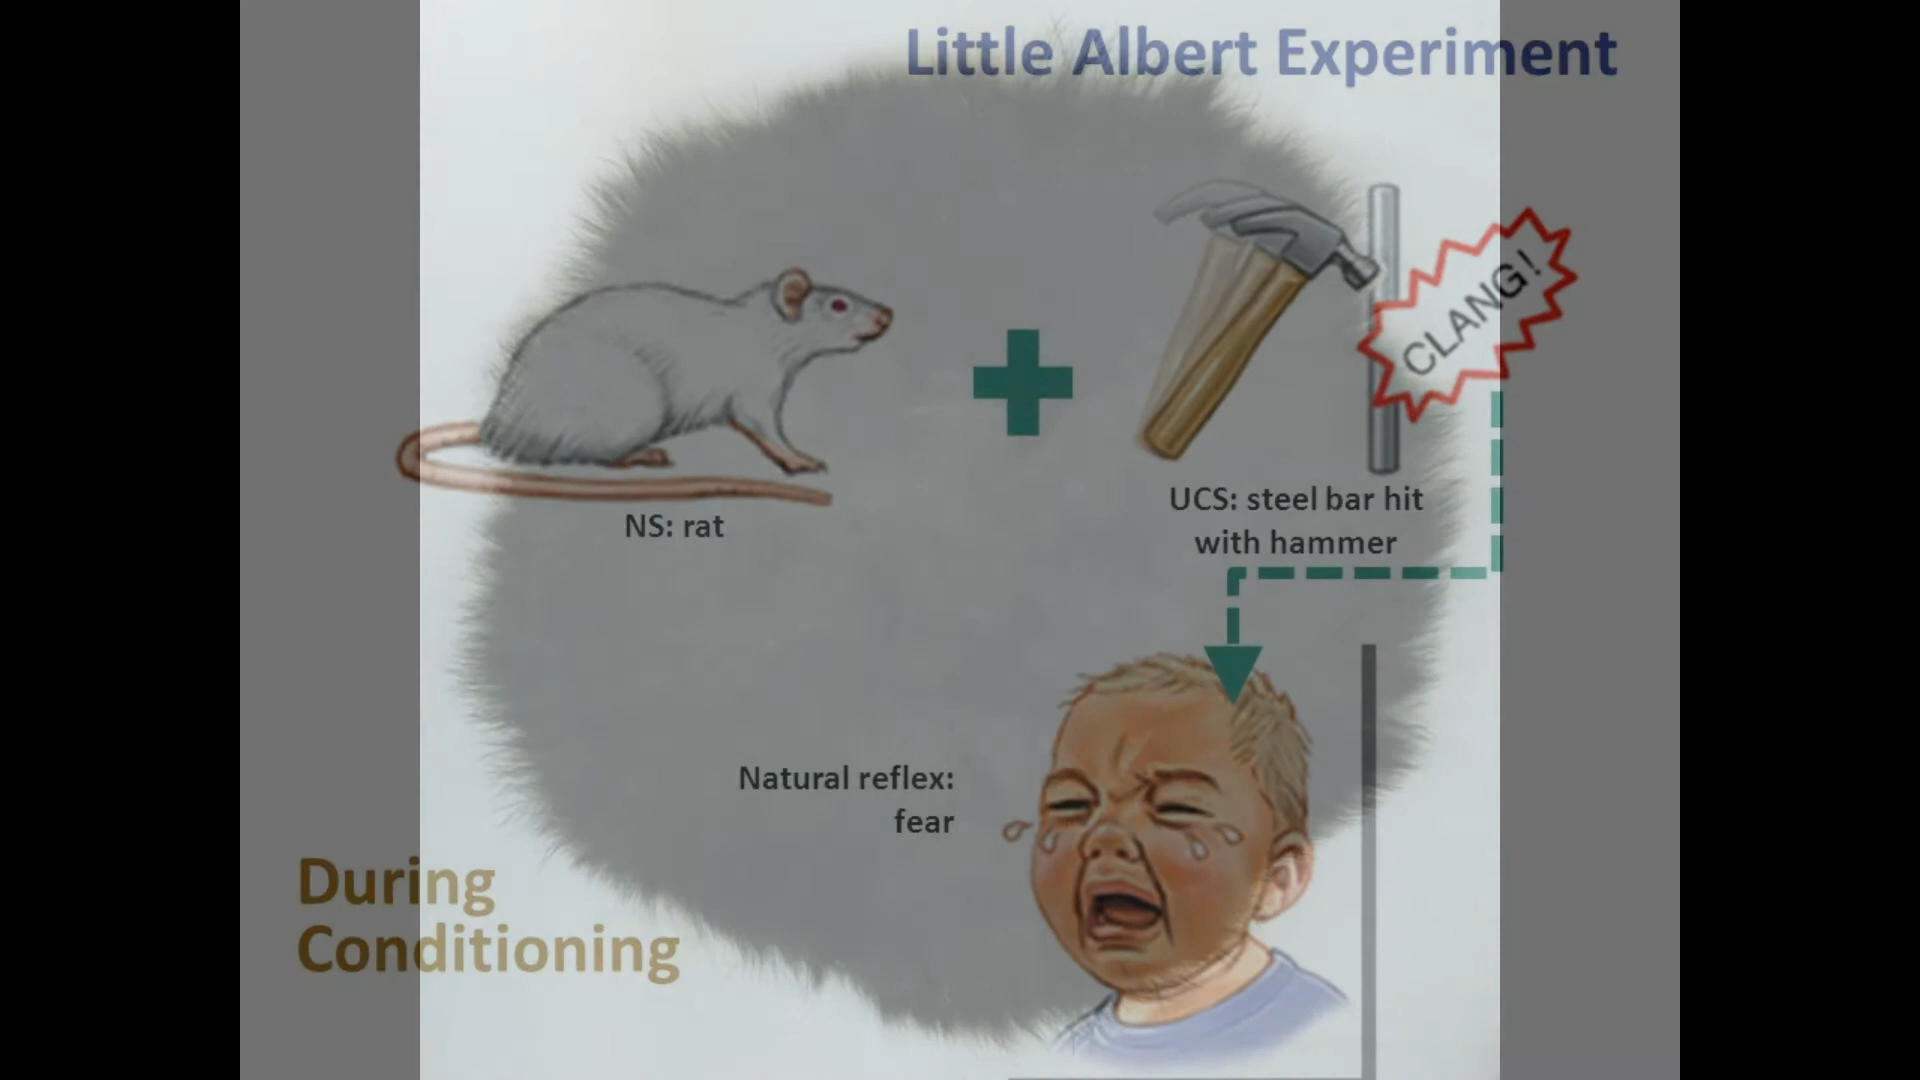 Little Albert Experiment
CLANG!
NS: rat
UCS: steel bar hit
with hammer
Natural reflex:
fear
During
Conditioning